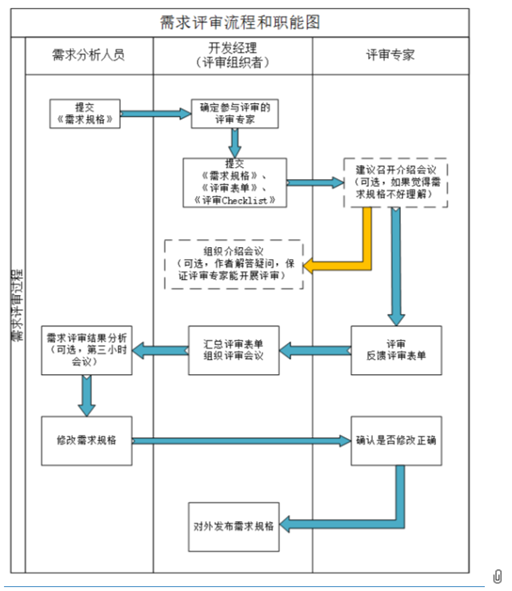 需求评审流程和职能图
需求分析人员
开发经理
（评审组织者）
评审专家
需求评审过程
提交
《需求规格》
确定参与评审的
评审专家
提交
《需求规格》、
《评审表单》、
《评审Checklist》
建议召开介绍会议
（可选，如果觉得需
求规格不好理解）
组织介绍会议
（可选，作者解答疑问，保
证评审专家能开展评审）
需求评审结果分析
（可选，第三小时
会议）
汇总评审表单
组织评审会议
评审
反馈评审表单
修改需求规格
确认是否修改正确
对外发布需求规格